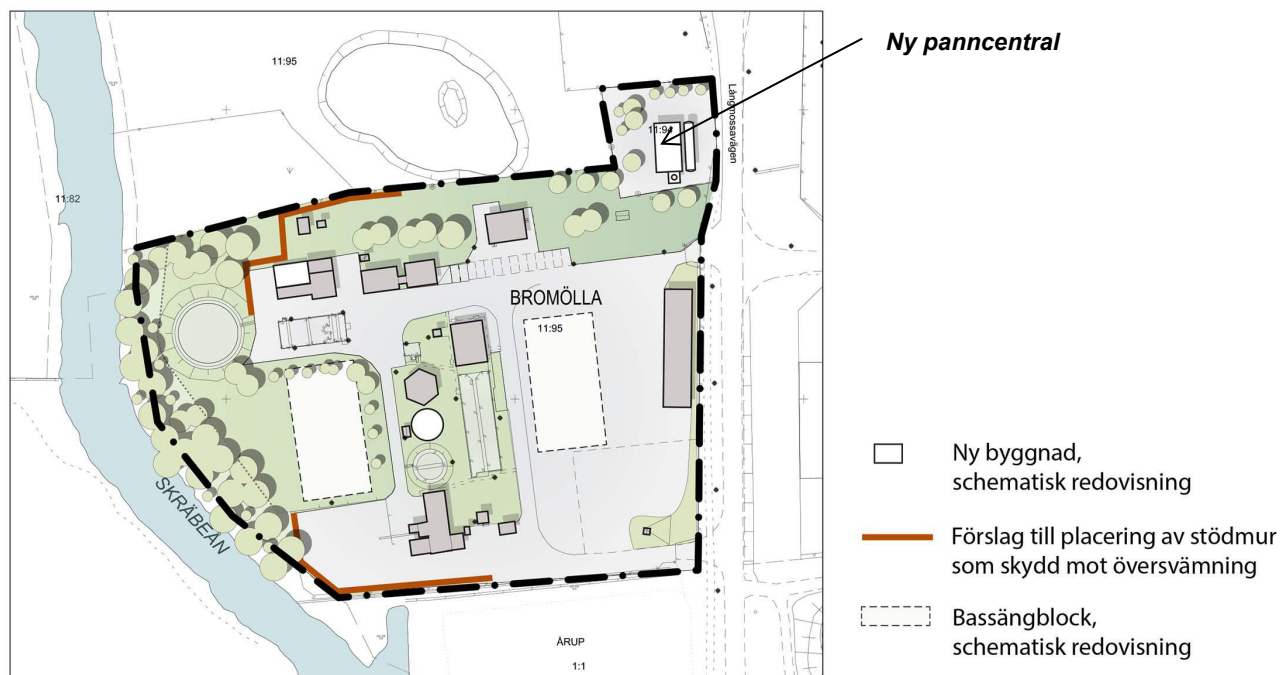 Ny panncentral
11:95
Långmossavägen
11:94
11:82
BROMÖLLA
11:95
SKRÄBEÅN
ÅRUP
1:1
Ny byggnad,
schematisk redovisning
Förslag till placering av stödmur
som skydd mot översvämning
Bassängblock,
schematisk redovisning